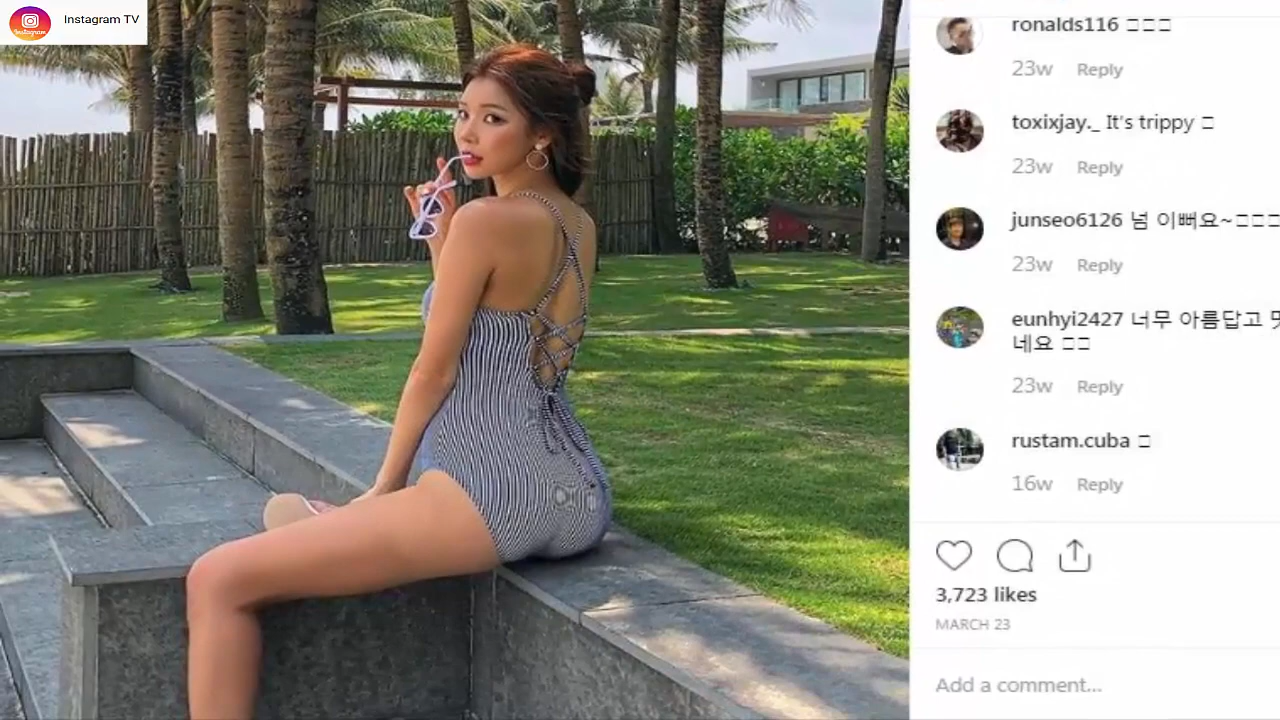 Instagram TV
Instagram
ronalds116 □□□
23w Reply
toxixjay._ It's trippy □
23w Reply
junseo6126 넘 이뻐요~□□□
23w Reply
eunhyi2427 너무 아름답고
네요 □□
23w Reply
rustam.cuba □
16w Reply
3,723 likes
MARCH 23
Add a comment...